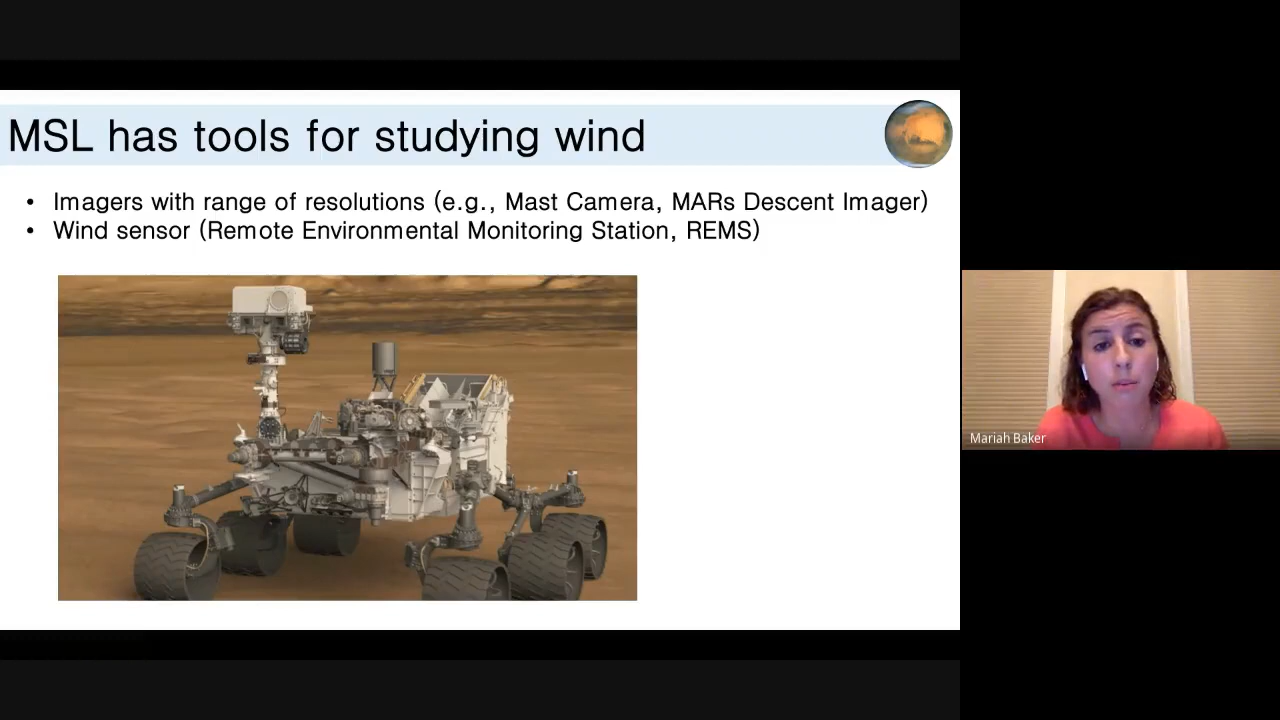 MSL has tools for studying wind
• Imagers with range of resolutions (e.g., Mast Camera, MARs Descent Imager)
• Wind sensor (Remote Environmental Monitoring Station, REMS)
Mariah Baker